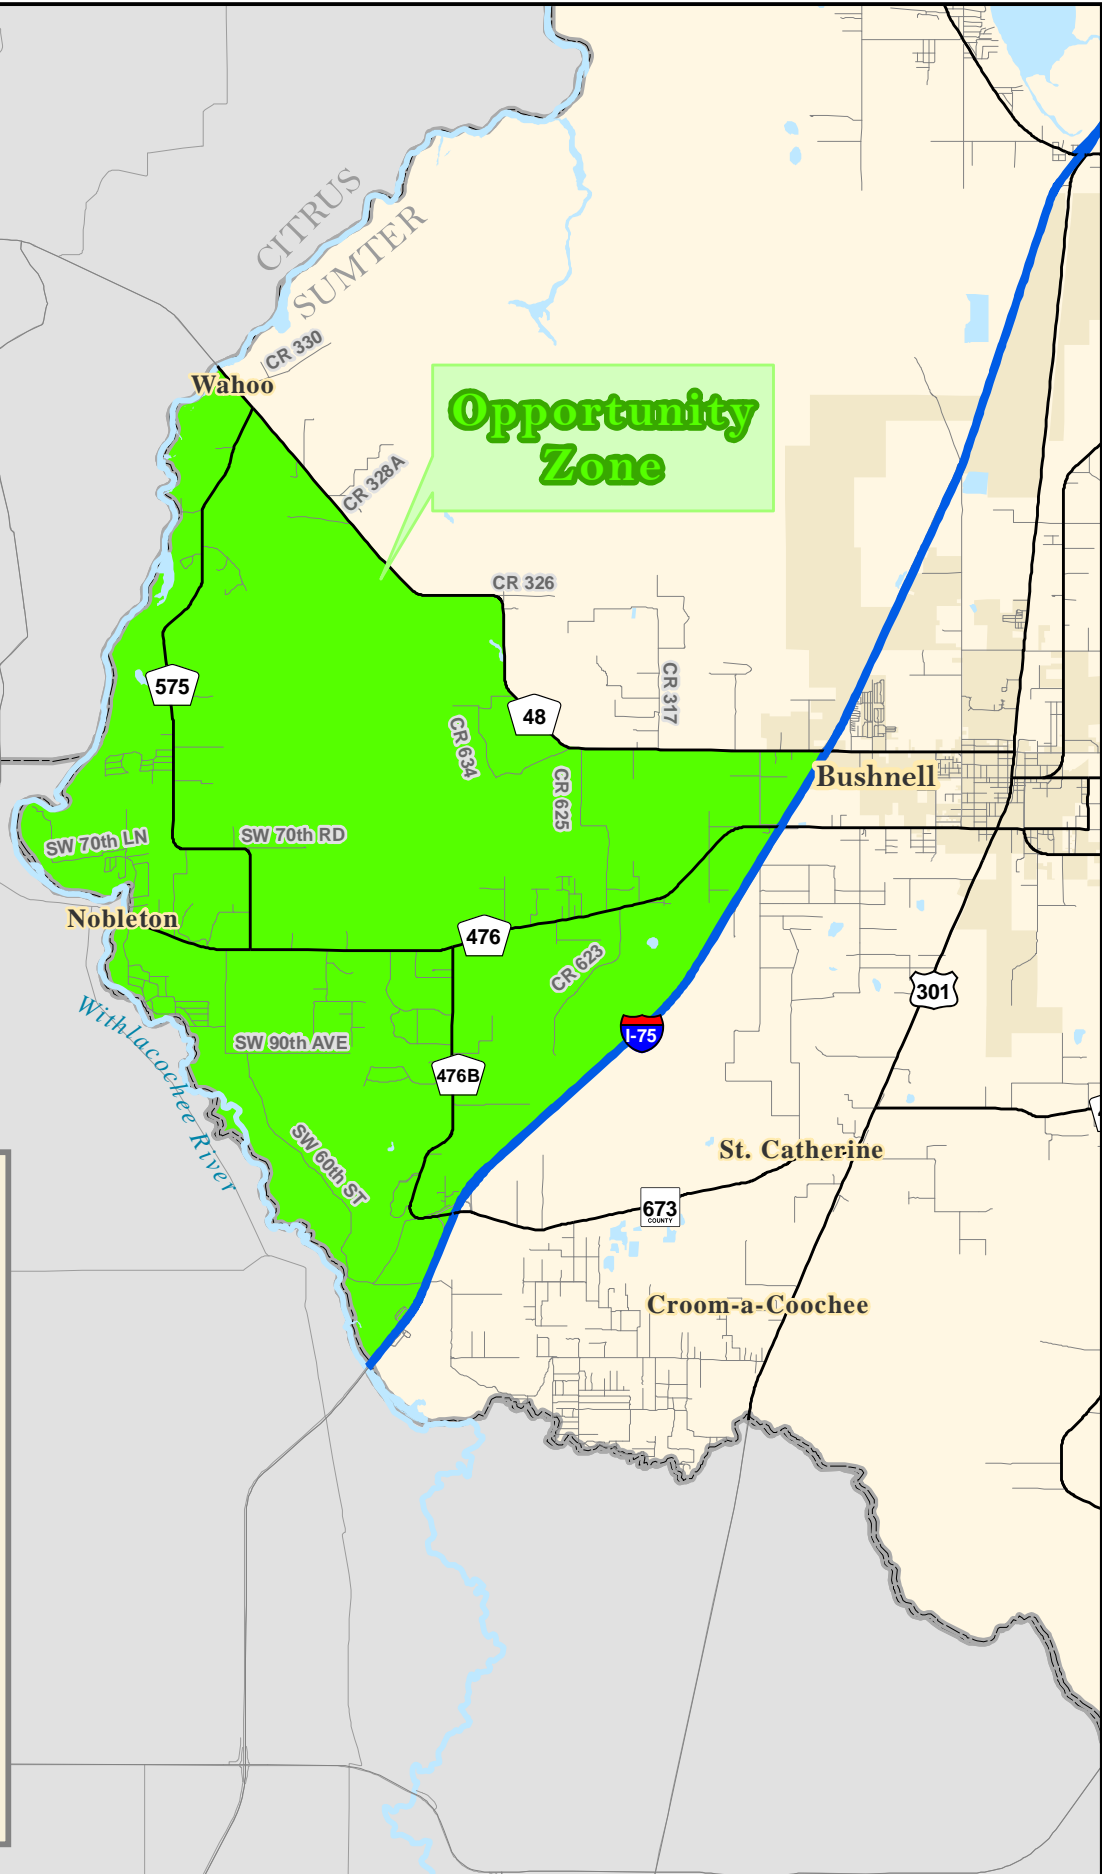 CITRUS
SUMTER
CR 330
Wahoo
Opportunity
Zone
CR 328A
CR 326
CR 317
575
48
CR 634
CR 625
Bushnell
SW 70th LN
SW 70th RD
Nobleton
476
CR 623
301
Withlacoochee River
SW 90th AVE
I-75
476B
SW 60th ST
St. Catherine
673
COUNTY
Croom-a-Coochee